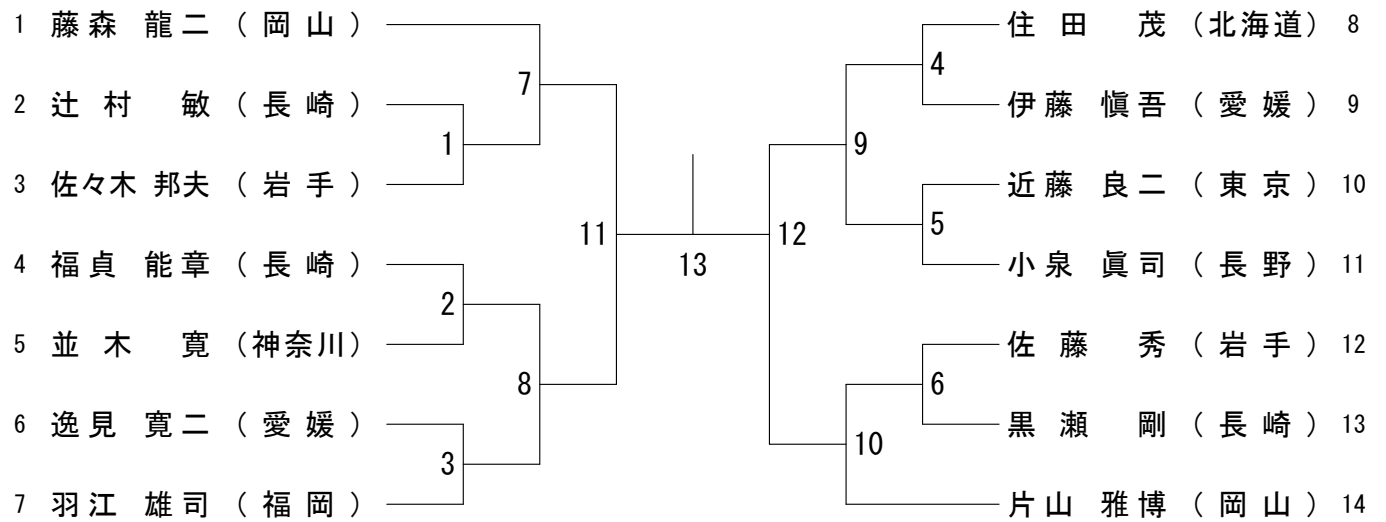 1 藤森 龍二 (岡山)
2 辻村 敏 (長崎)
3 佐々木 邦夫 (岩手)
4 福貞 能章 (長崎)
5 並木 寛 (神奈川)
6 逸見 寛二 (愛媛)
7 羽江 雄司 (福岡)
7
1
2
8
3
11
13
12
9
4
5
6
10
住田 茂 (北海道) 8
伊藤 愼吾 (愛媛) 9
近藤 良二 (東京) 10
小泉 眞司 (長野) 11
佐藤 秀 (岩手) 12
黒瀬 剛 (長崎) 13
片山 雅博 (岡山) 14